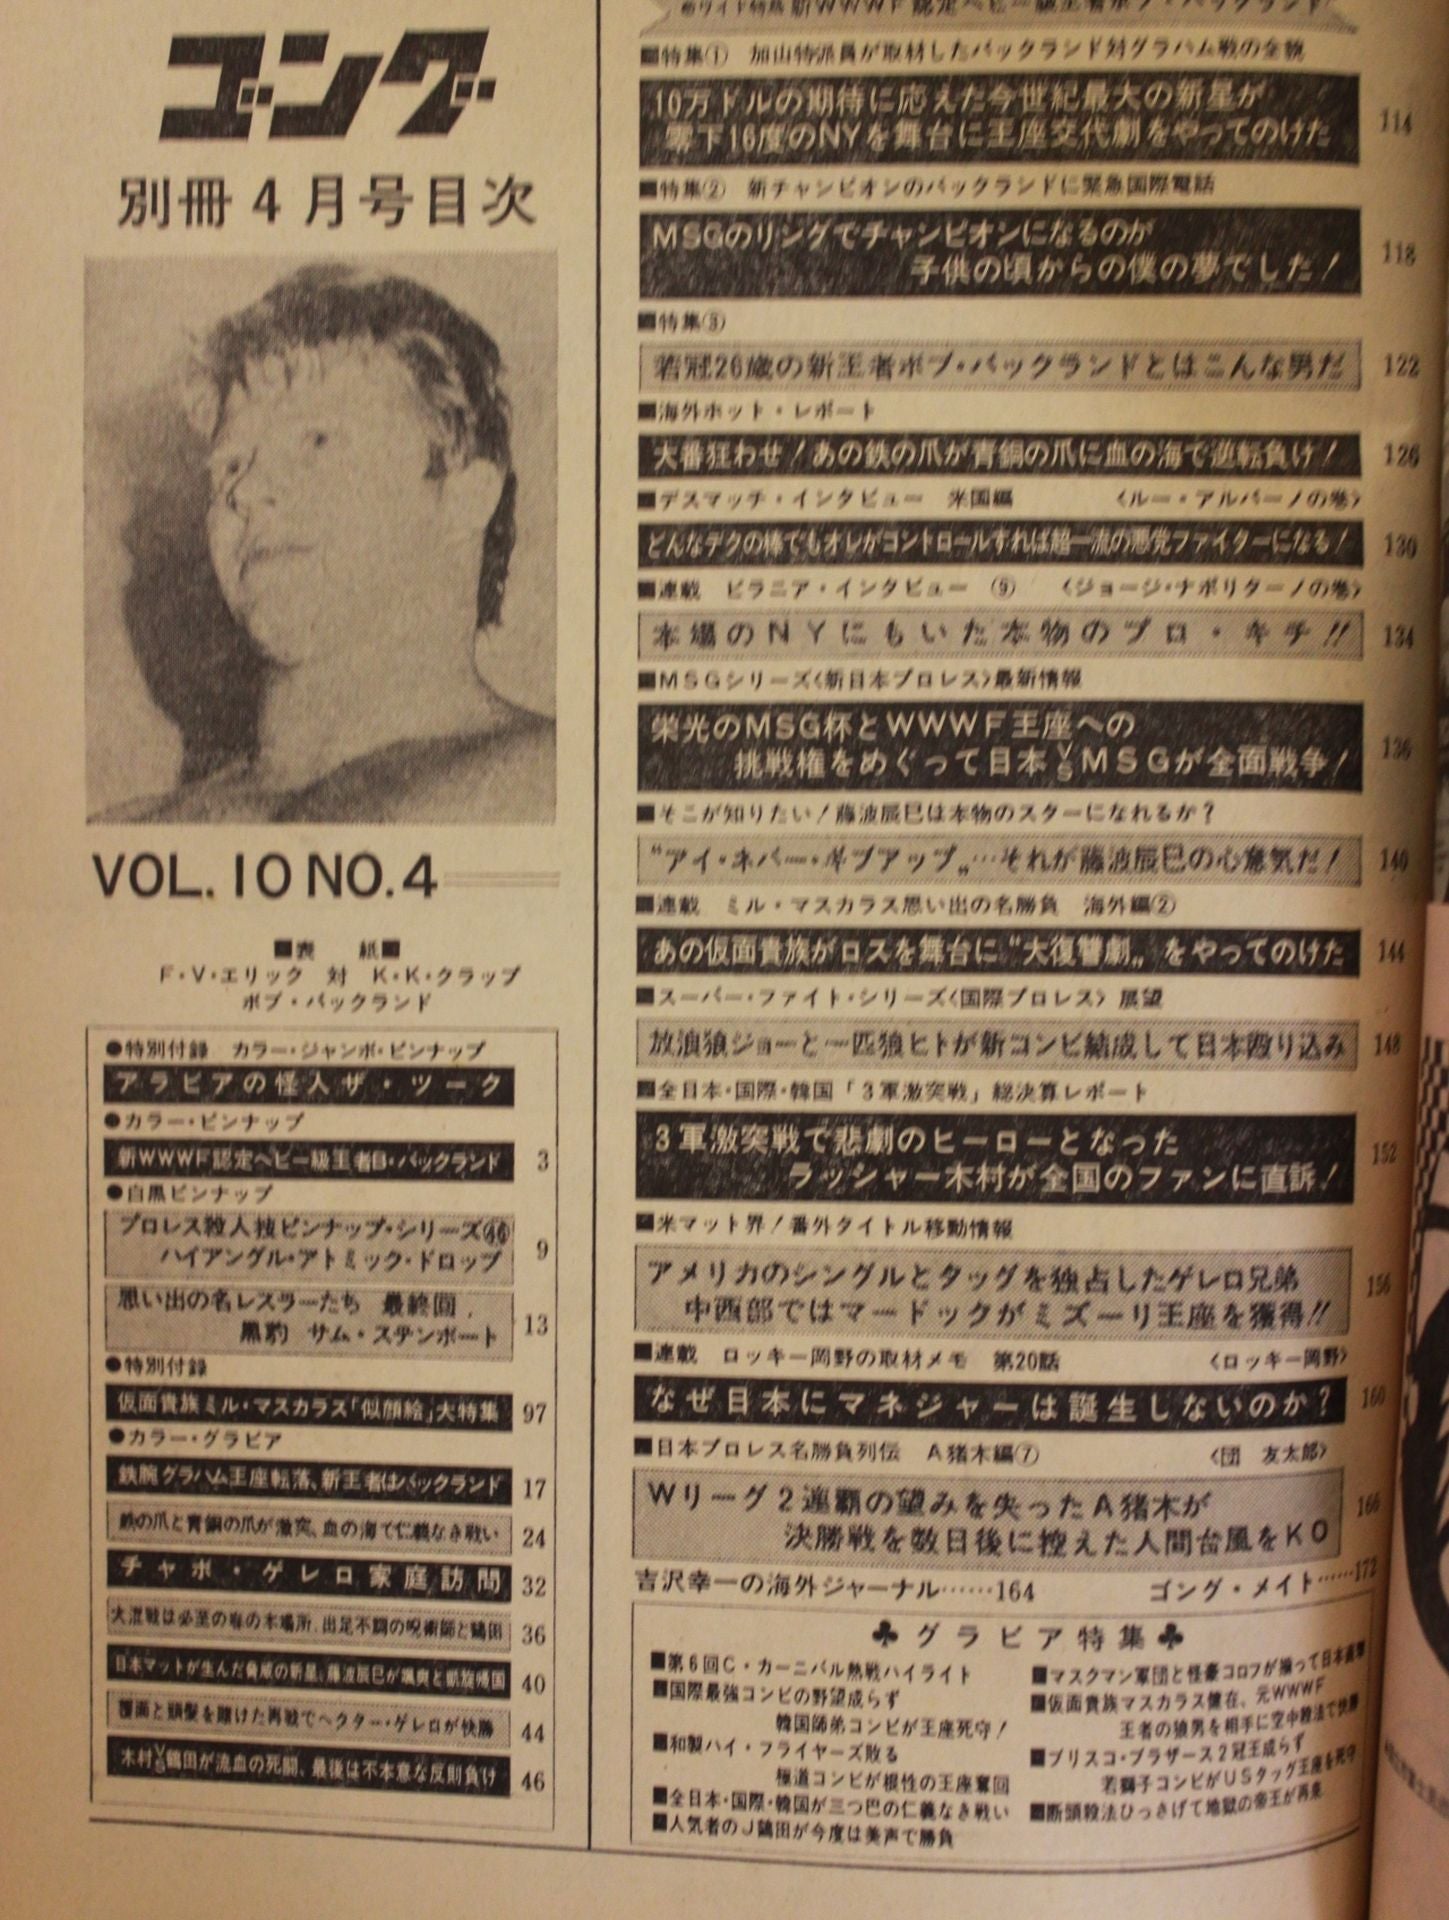 ゴング
別冊4月号目次
VOL. 10 NO. 4
■表 紙■
F・V・エリック 対 K・K・クラップ
ボブ・バックランド
●特別付録 カラー・ジャンボ・ピンナップ
アラビアの怪人ザ・シーク
●カラー・ピンナップ
新WWWF認定ヘビー級王者B・バックランド 3
●白黒ピンナップ
プロレス殺人技ピンナップ・シリーズ㊻
ハイアングル・アトミック・ドロップ 9
思い出の名レスラーたち 最終回
黒豹 サム・ステンボート 13
●特別付録
仮面貴族ミル・マスカラス「似顔絵」大特集 97
●カラー・グラビア
鉄腕グラハム王座転落、新王者はバックランド 17
鉄の爪と青銅の爪が激突、血の海で仁義なき戦い 24
チャボ・ゲレロ家庭訪問 32
大混戦は必至の春の本場所、出足不調の呪術師と鶴田 36
日本マットが生んだ脅威の新星、藤波辰巳が颯爽と凱旋帰国 40
覆面と頭髪を賭けた再戦でヘクター・ゲレロが快勝 44
木村VS鶴田が流血の死闘、最後は不本意な反則負け 46
新WWWF認定ヘビー級王者ボブ・バックランド
■特集① 加山特派員が取材したバックランド対グラハム戦の全貌
10万ドルの期待に応えた今世紀最大の新星が
零下16度のNYを舞台に王座交代劇をやってのけた 114
■特集② 新チャンピオンのバックランドに緊急国際電話
MSGのリングでチャンピオンになるのが
子供の頃からの僕の夢でした! 118
■特集③
若冠26歳の新王者ボブ・バックランドとはこんな男だ 122
■海外ホット・レポート
大番狂わせ!あの鉄の爪が青銅の爪に血の海で逆転負け! 126
■デスマッチ・インタビュー 米国編 〈ルー・アルバーノの巻〉
どんなデクの棒でもオレがコントロールすれば超一流の悪党ファイターになる! 130
■連載 ピラニア・インタビュー ⑨ 〈ジョージ・ナポリターノの巻〉
本場のNYにもいた本物のプロ・キチ!! 134
■MSGシリーズ〈新日本プロレス〉最新情報
栄光のMSG杯とWWWF王座への
挑戦権をめぐって日本VSMSGが全面戦争! 136
■そこが知りたい!藤波辰巳は本物のスターになれるか?
"アイ・ネバー・ギブアップ„…それが藤波辰巳の心意気だ! 140
■連載 ミル・マスカラス思い出の名勝負 海外編②
あの仮面貴族がロスを舞台に"大復讐劇„をやってのけた 144
■スーパー・ファイト・シリーズ〈国際プロレス〉展望
放浪狼ジョーと一匹狼ヒトが新コンビ結成して日本殴り込み 148
■全日本・国際・韓国「3軍激突戦」総決算レポート
3軍激突戦で悲劇のヒーローとなった
ラッシャー木村が全国のファンに直訴! 152
■米マット界!番外タイトル移動情報
アメリカのシングルとタッグを独占したゲレロ兄弟
中西部ではマードックがミズーリ王座を獲得!! 156
■連載 ロッキー岡野の取材メモ 第20話 〈ロッキー岡野〉
なぜ日本にマネジャーは誕生しないのか? 160
■日本プロレス名勝負列伝 A猪木編⑦ 〈団 友太郎〉
Wリーグ2連覇の望みを失ったA猪木が
決勝戦を数日後に控えた人間台風をKO 166
吉沢幸一の海外ジャーナル……164 ゴング・メイト……172
♣グラビア特集♣
■第6回C・カーニバル熱戦ハイライト
■国際最強コンビの野望成らず
韓国師弟コンビが王座死守!
■和製ハイ・フライヤーズ敗る
極道コンビが根性の王座奪回
■全日本・国際・韓国が三つ巴の仁義なき戦い
■人気者のJ鶴田が今度は美声で勝負
■マスクマン軍団と怪豪コロフが揃って日本
■仮面貴族マスカラス健在、元WWWF
王者の狼男を相手に空中殺法で快勝
■ブリスコ・ブラザース2冠王成らず
若獅子コンビがUSタッグ王座を死守
■断頭殺法ひっさげて地獄の帝王が再来